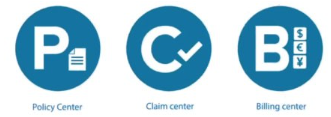 P C B $
€
¥
Policy Center Claim center Billing center